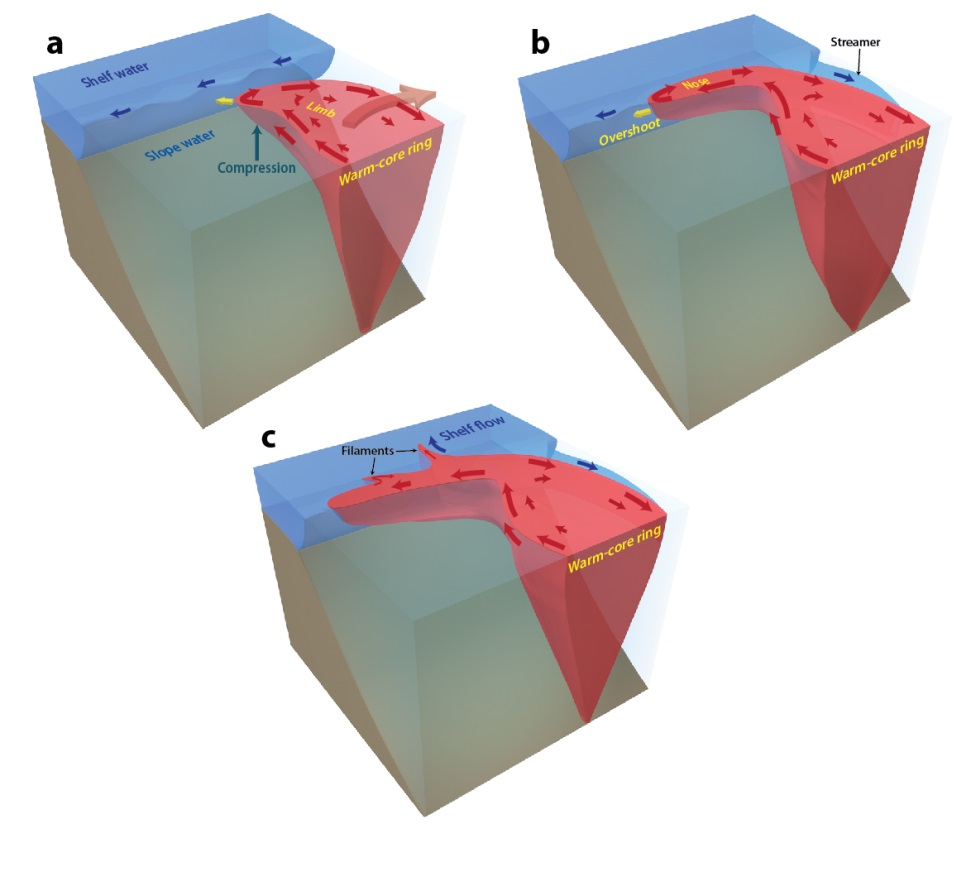 a
Shelf water
Slope water
Compression
Limb
Warm-core ring
b
Streamer
Nose
Overshoot
Warm-core ring
c
Shelf flow
Filaments
Warm-core ring